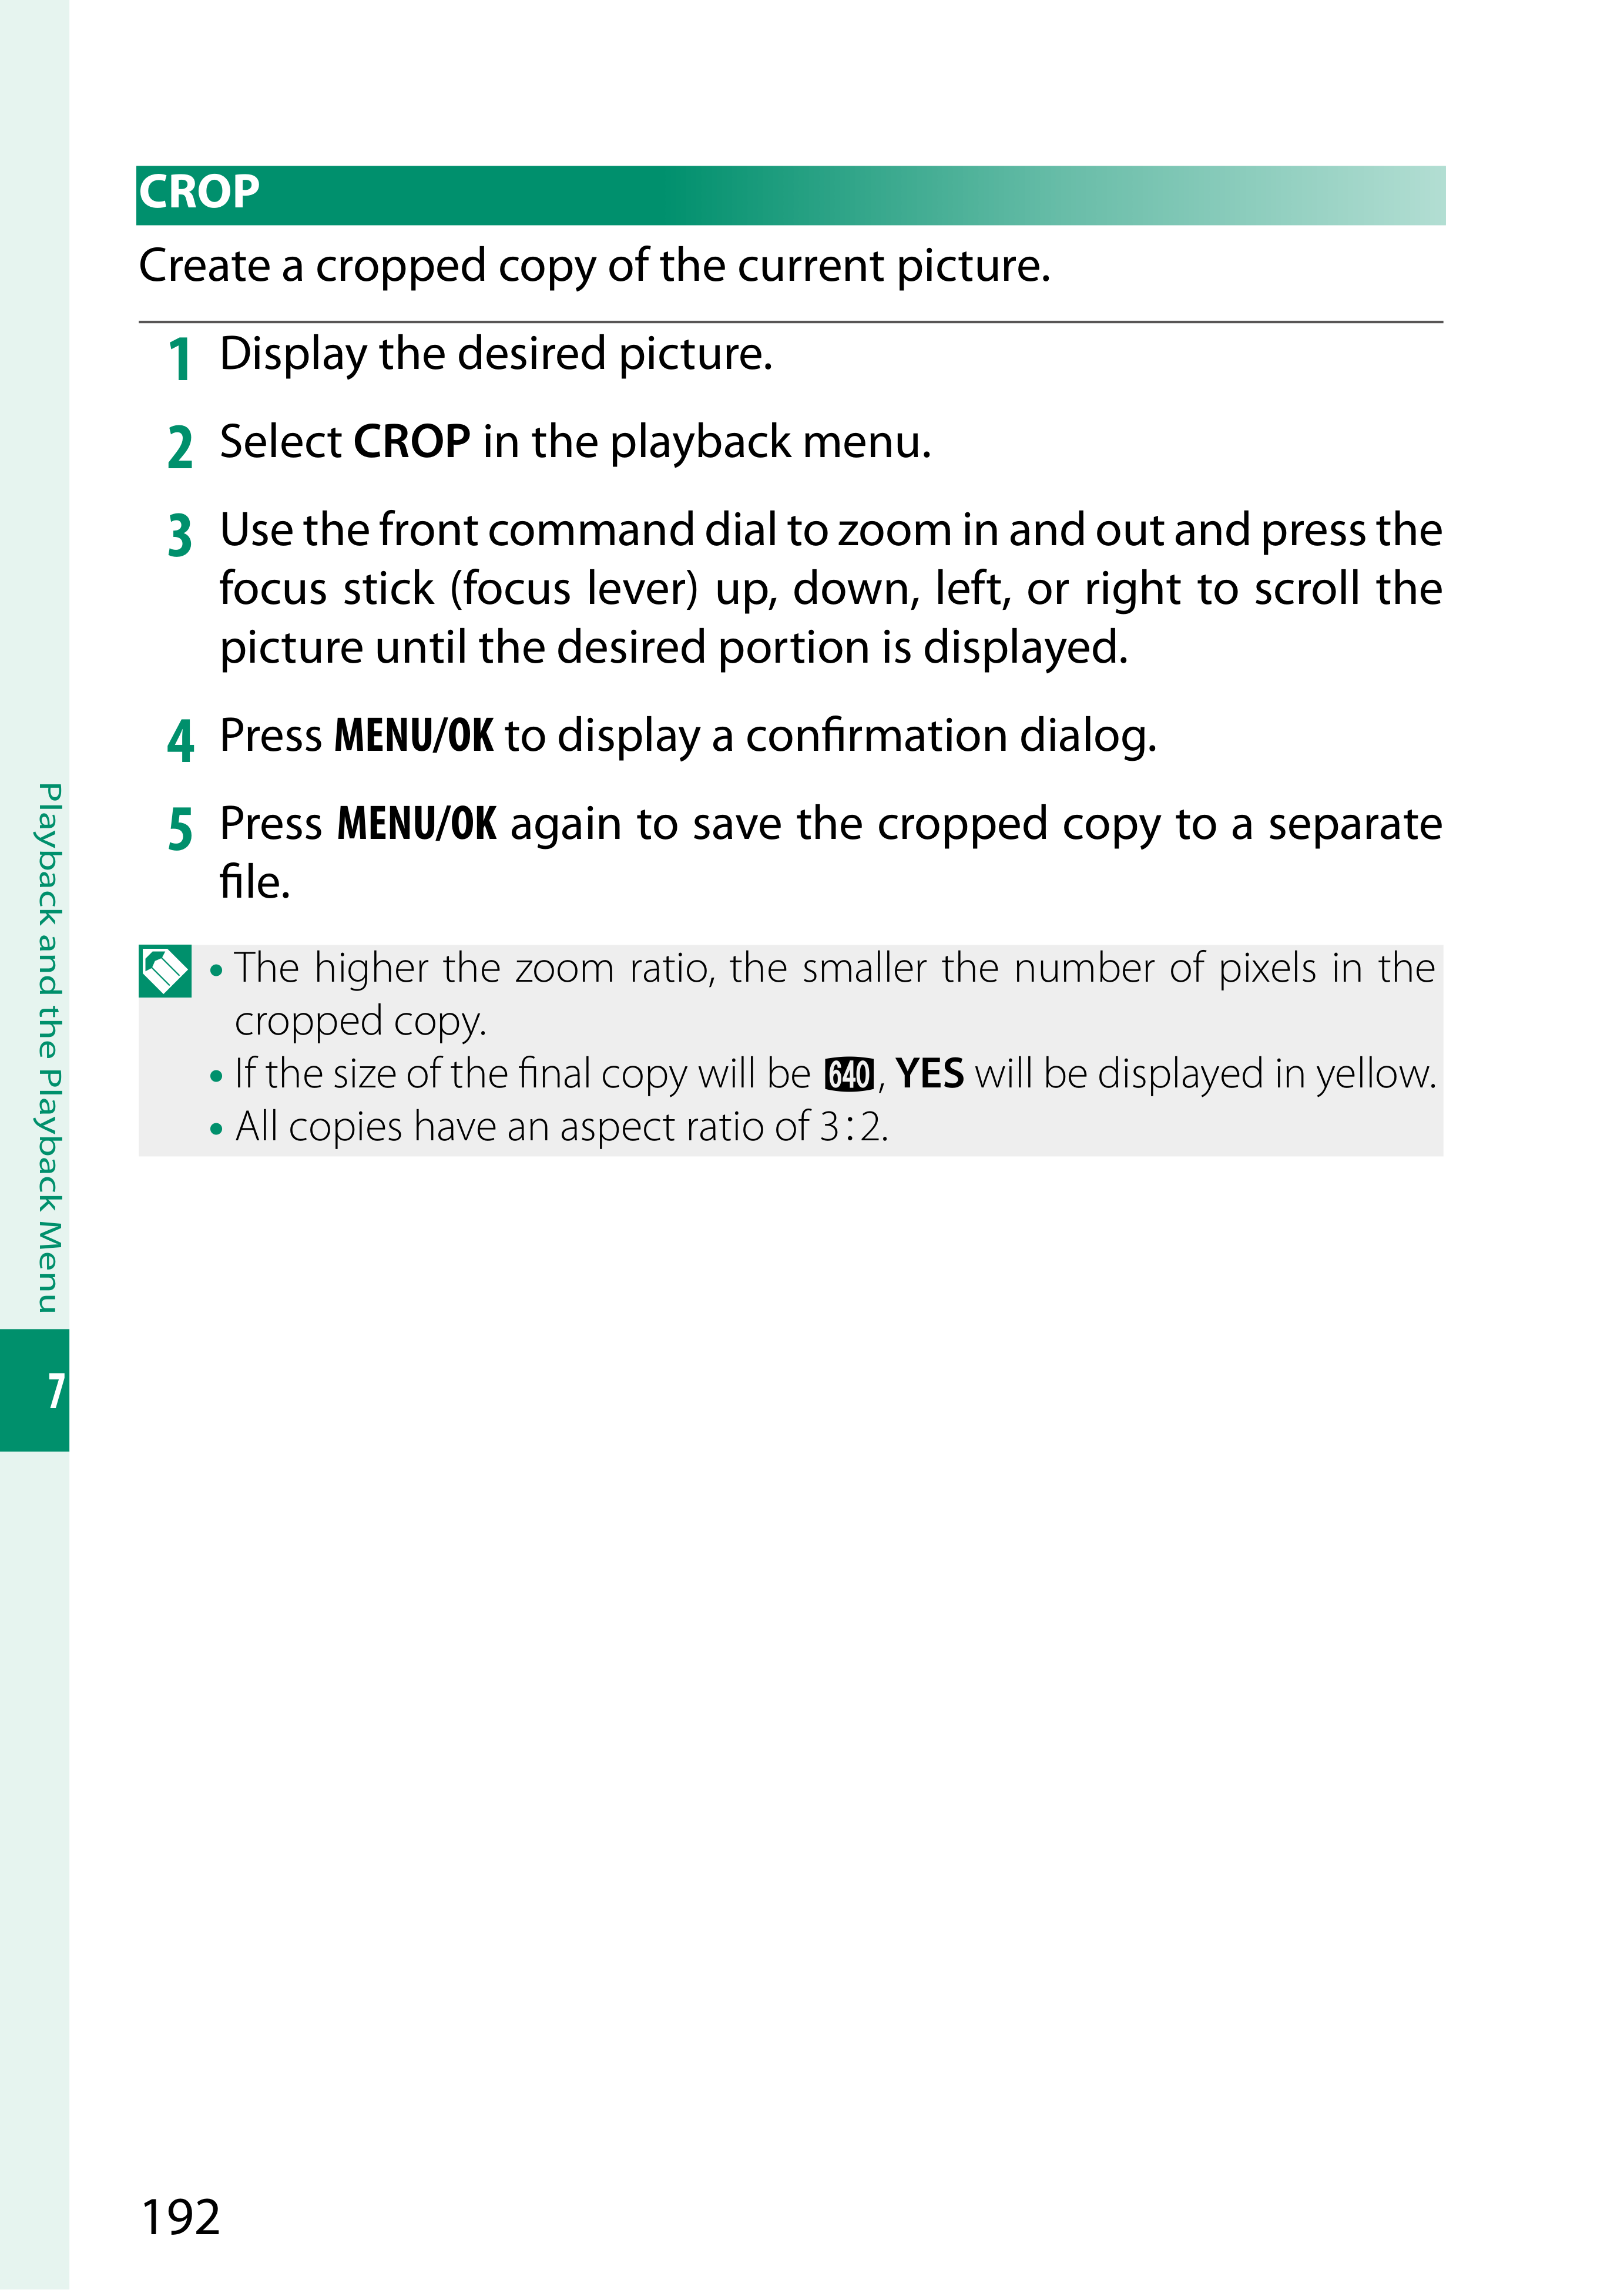 CROP
Create a cropped copy of the current picture.
1 Display the desired picture.
2 Select CROP in the playback menu.
3 Use the front command dial to zoom in and out and press the
focus stick (focus lever) up, down, left, or right to scroll the
picture until the desired portion is displayed.
4 Press MENU/OK to display a confirmation dialog.
5 Press MENU/OK again to save the cropped copy to a separate
file.
• The higher the zoom ratio, the smaller the number of pixels in the
cropped copy.
• If the size of the final copy will be 640, YES will be displayed in yellow.
• All copies have an aspect ratio of 3:2.
Playback and the Playback Menu
7
192